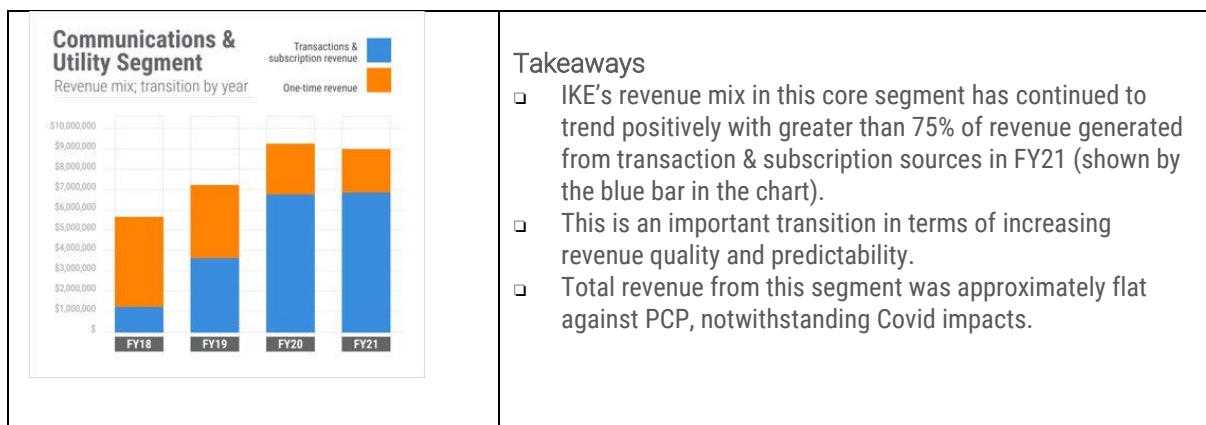 Communications &
Utility Segment
Revenue mix; transition by year
Transactions &
subscription revenue
One-time revenue
$10,000,000
$9,000,000
$8,000,000
$7,000,000
$6,000,000
$5,000,000
$4,000,000
$3,000,000
$2,000,000
$1,000,000
$
FY18 FY19 FY20 FY21
Takeaways
IKE's revenue mix in this core segment has continued to
trend positively with greater than 75% of revenue generated
from transaction & subscription sources in FY21 (shown by
the blue bar in the chart).
This is an important transition in terms of increasing
revenue quality and predictability.
Total revenue from this segment was approximately flat
against PCP, notwithstanding Covid impacts.